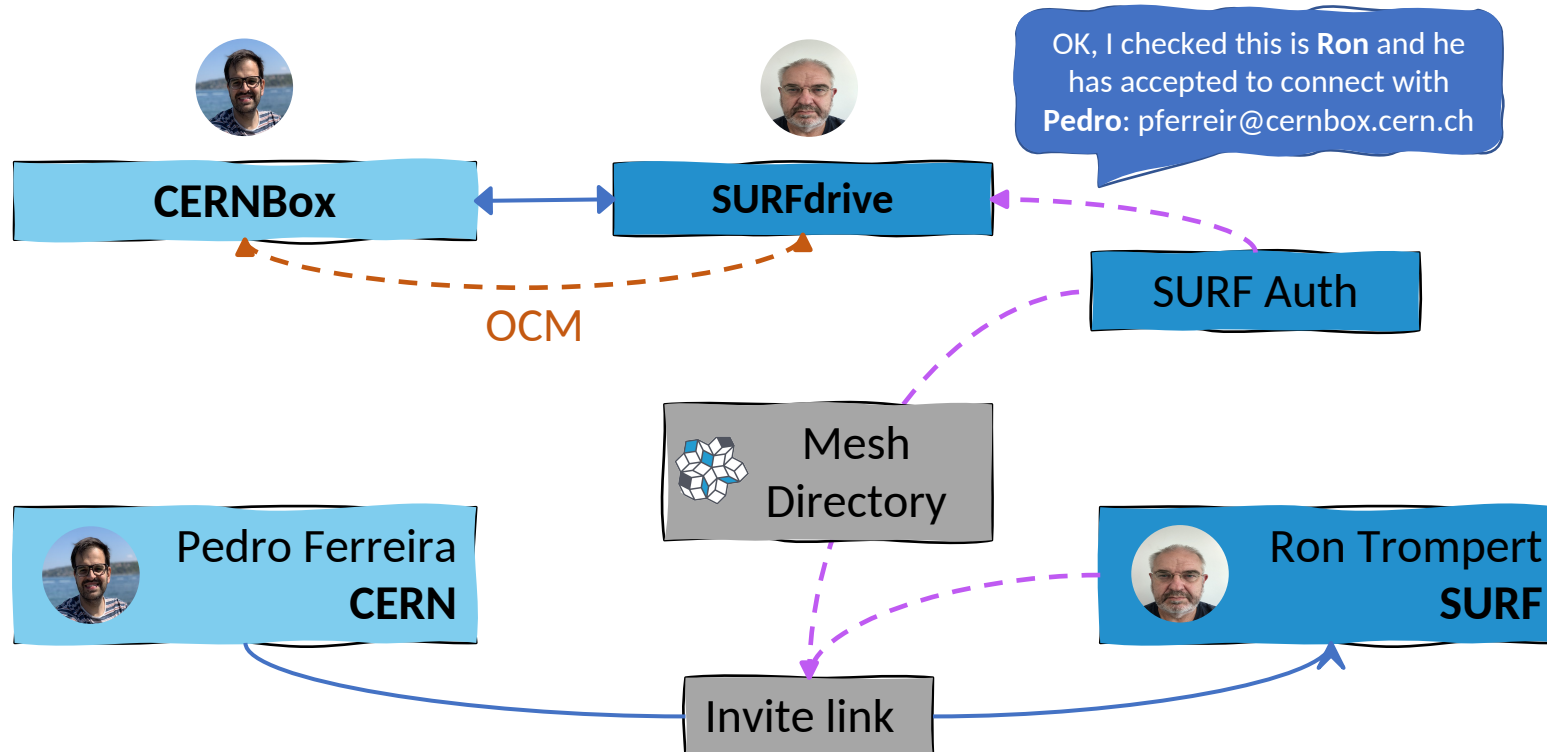 OK, I checked this is Ron and he
has accepted to connect with
Pedro: pferreir@cernbox.cern.ch
CERNBox
SURFdrive
SURF Auth
OCM
Mesh
Directory
Pedro Ferreira
CERN
Ron Trompert
SURF
Invite link